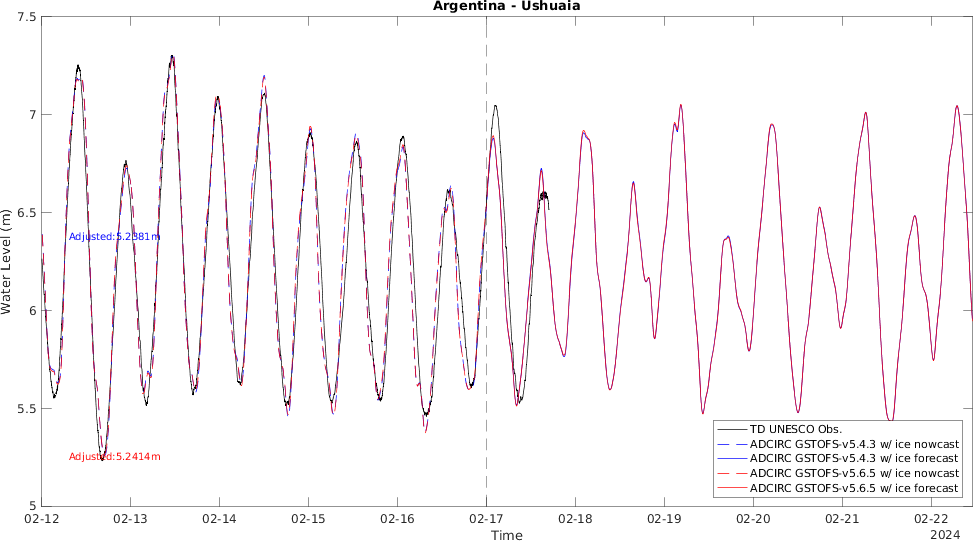 Argentina - Ushuaia
7.5
7
6.5
6
5.5
5
Water Level (m)
Adjusted:5.2381m
Adjusted:5.2414m
TD UNESCO Obs.
ADCIRC GSTOFS-v5.4.3 w/ ice nowcast
ADCIRC GSTOFS-v5.4.3 w/ ice forecast
ADCIRC GSTOFS-v5.6.5 w/ ice nowcast
ADCIRC GSTOFS-v5.6.5 w/ ice forecast
02-12 02-13 02-14 02-15 02-16 02-17 02-18 02-19 02-20 02-21 02-22
Time
2024